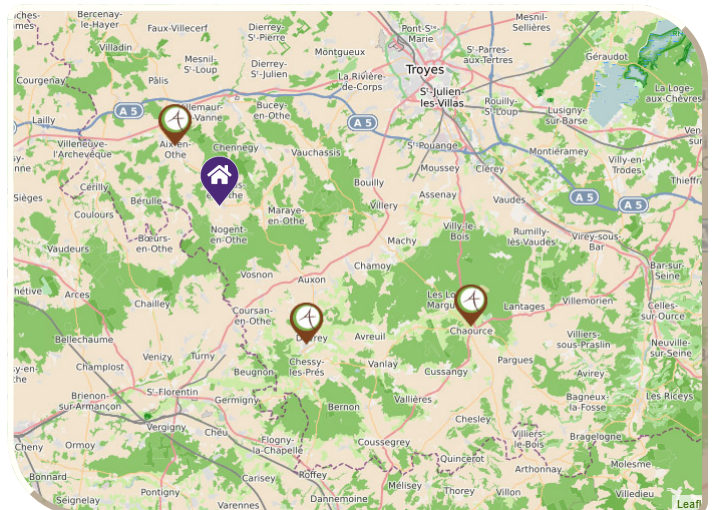 Bercenay-
le-Hayer
Faux-Villecerf
Dierrey-
Sᵗ-Pierre
Pont-Sᵗᵉ-
Marie
Mesnil-
Sellières
Villadin
Montgueux
Troyes
Sᵗ-Parres-
aux-Tertres
Géraudot
Courgenay
Mesnil-
Sᵗ-Loup
Pâlis
Dierrey-
Sᵗ-Julien
La Rivière-
de-Corps
Sᵗ-Julien-
les-Villas
La Loge-
aux-Chèvres
Rouilly-
Sᵗ-Loup
Lusigny-
sur-Barse
Bucey-
en-Othe
A 5
A 5
Lailly
Villeneuve-
l'Archevêque
Aix-en-
Othe
Chennegy
Vauchassis
Sᵗ-Pouange
Moussey
Clérey
Montiéramey
Villy-en-
Trodes
Bouilly
Cérilly
Bérulle
Sièges
Coulours
Maraye-
en-Othe
Villery
Assenay
Vaudes
A 5
A 5
Nogent-
en-Othe
Bœurs-
en-Othe
Villy-le-
Bois
Rumilly-
lès-Vaudes
Virey-sous-
Bar
Machy
Vaudeurs
Vosnon
Chamoy
Auxon
Bar-sur-
Seine
Arces
Chailley
Coursan-
en-Othe
Lantages
Villemorien
Celles-
sur-Ource
Chaource
Bellechaume
Avreuil
Villiers-
sous-Praslin
Neuville-
sur-Seine
Venizy
Turny
Chessy-
les-Prés
Vanlay
Cussangy
Pargues
Champlost
Beugnon
Avirey
Brienon-
sur-Armançon
Sᵗ-Florentin
Germigny
Bernon
Vallières
Bagneux-
la-Fosse
Les Riceys
Vergigny
Chéu
Chesley
Flogny-
la-Chapelle
Coussegrey
Villiers-
le-Bois
Bragelogne
Cheny
Ormoy
Quincerot
Arthonnay
Molesme
Bonnard
Carisey
Roffey
Mélisey
Thorey
Villon
Villedieu
Pontigny
Seignelay
Varennes
Dannemoine